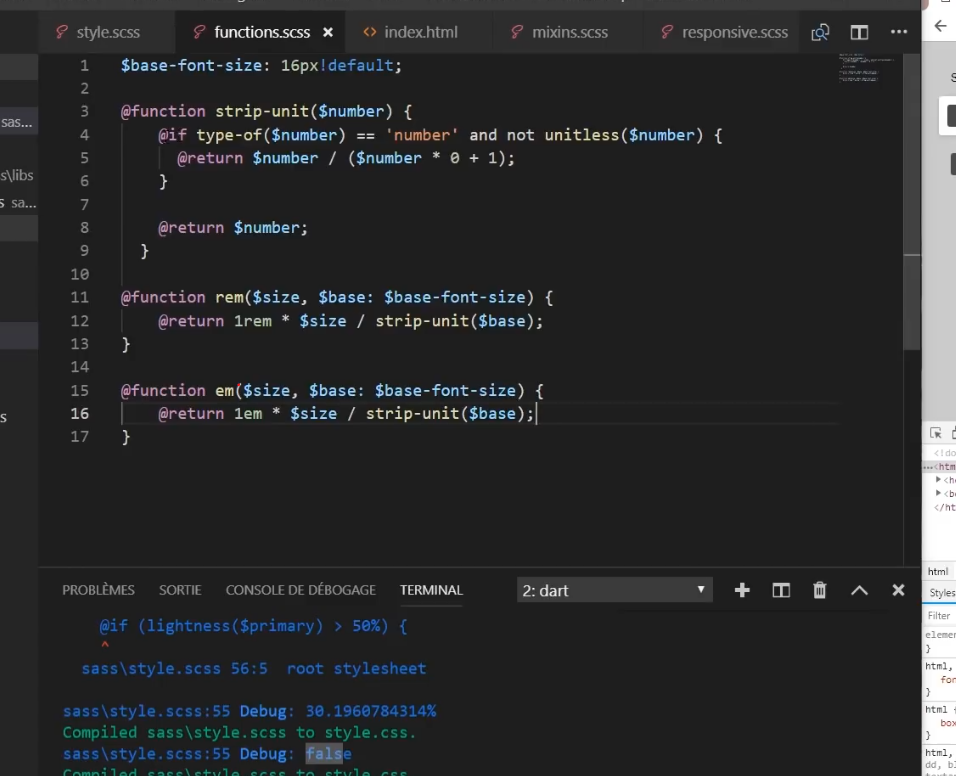 style.scss functions.scss × index.html mixins.scss responsive.scss
1 $base-font-size: 16px!default;
2
3 @function strip-unit($number) {
4 @if type-of($number) == 'number' and not unitless($number) {
5 @return $number / ($number * 0 + 1);
6 }
7
8 @return $number;
9 }
10
11 @function rem($size, $base: $base-font-size) {
12 @return 1rem * $size / strip-unit($base);
13 }
14
15 @function em($size, $base: $base-font-size) {
16 @return 1em * $size / strip-unit($base);
17 }
sas...
s\libs
s sa...
s
PROBLÈMES SORTIE CONSOLE DE DÉBOGAGE TERMINAL 2: dart
@if (lightness($primary) > 50%) {
^
sass\style.scss 56:5 root stylesheet
sass\style.scss:55 Debug: 30.1960784314%
Compiled sass\style.scss to style.css.
sass\style.scss:55 Debug: false
Compiled sass\style.scss to style.css.
S
<!do
...<htm
<he
<bo
</ht
html
Styles
Filter
elemen
}
html,
fon
}
html {
box
}
html,
dd, bl